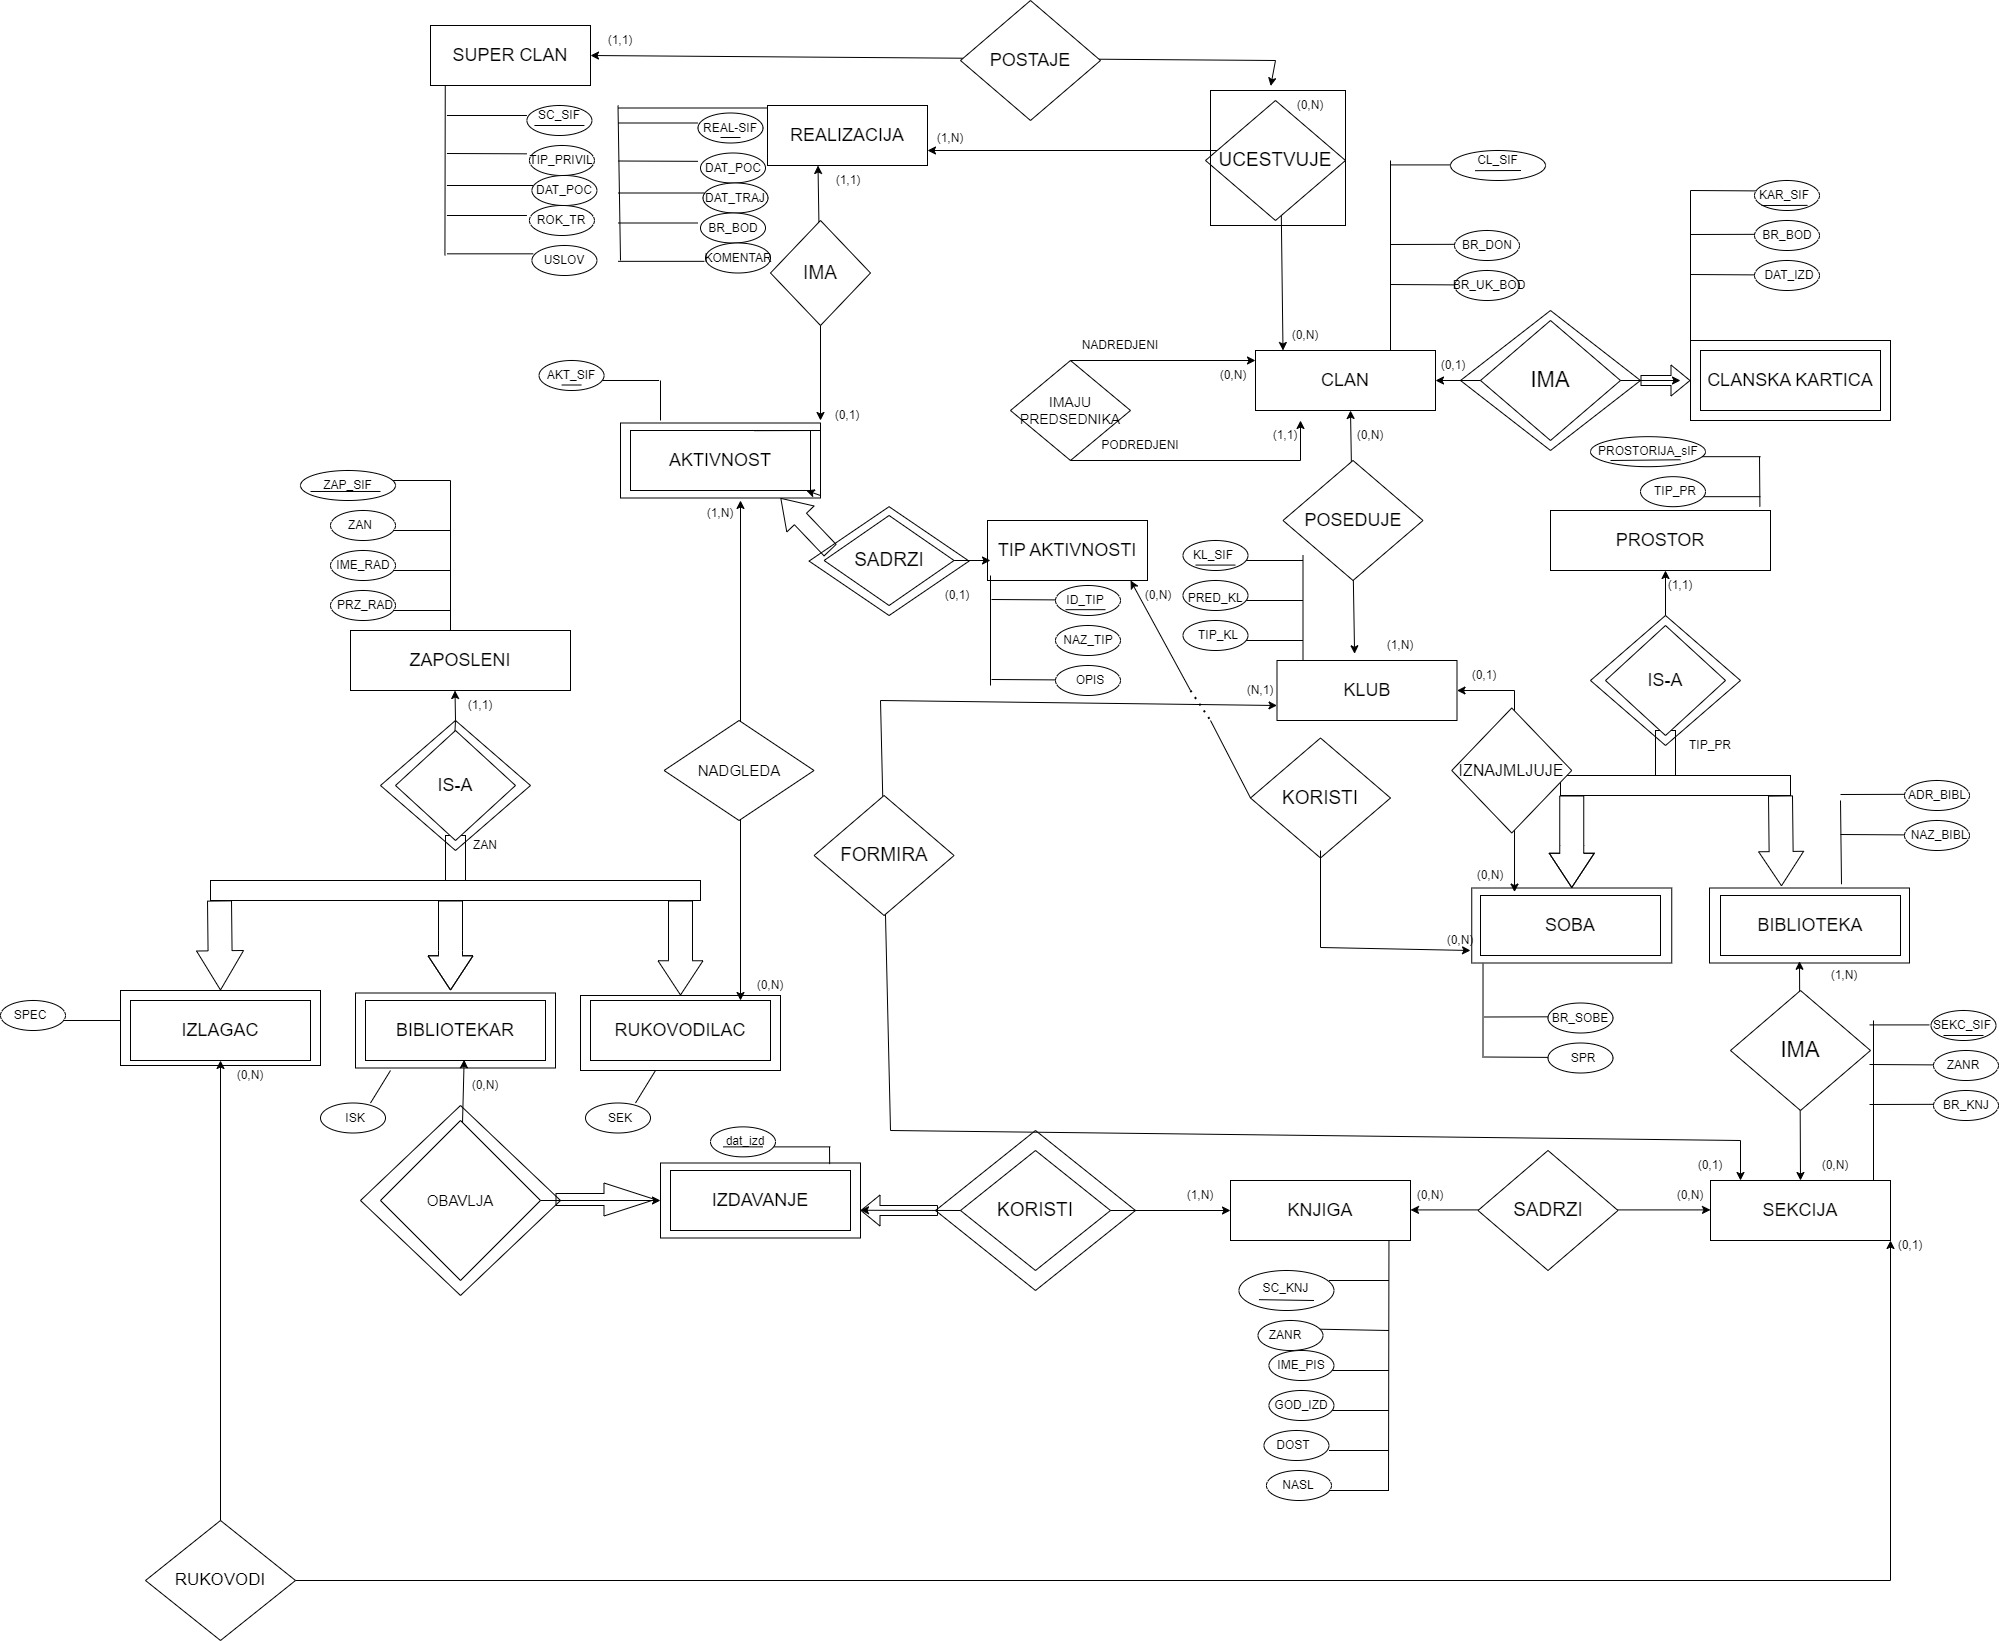 POSTAJE
SUPER CLAN
(1,1)
(0,N)
SC_SIF
TIP_PRIVIL
DAT_POC
ROK_TR
USLOV
REALIZACIJA
REAL-SIF
DAT_POC
DAT_TRAJ
BR_BOD
KOMENTAR
(1,N)
(1,1)
UCESTVUJE
IMA
CL_SIF
BR_DON
BR_UK_BOD
KAR_SIF
BR_BOD
DAT_IZD
(0,N)
NADREDJENI
(0,N)
CLAN
(0,1)
IMA
CLANSKA KARTICA
IMAJU
PREDSEDNIKA
(1,1)
PODREDJENI
(0,N)
AKT_SIF
(0,1)
AKTIVNOST
(1,N)
SADRZI
(0,1)
TIP AKTIVNOSTI
(0,N)
ID_TIP
NAZ_TIP
OPIS
POSEDUJE
KL_SIF
PRED_KL
TIP_KL
(1,N)
PROSTORIJA_sIF
TIP_PR
PROSTOR
(1,1)
IS-A
TIP_PR
ZAP_SIF
ZAN
IME_RAD
PRZ_RAD
ZAPOSLENI
(1,1)
IS-A
ZAN
NADGLEDA
(N,1)
KLUB
(0,1)
IZNAJMLJUJE
KORISTI
FORMIRA
ADR_BIBL
NAZ_BIBL
(0,N)
(0,N)
SOBA
BIBLIOTEKA
(1,N)
BR_SOBE
SPR
IMA
SEKC_SIF
ZANR
BR_KNJ
SPEC
IZLAGAC
(0,N)
BIBLIOTEKAR
(0,N)
RUKOVODILAC
(0,N)
ISK
SEK
dat_izd
OBAVLJA
IZDAVANJE
KORISTI
(1,N)
KNJIGA
(0,N)
SADRZI
(0,N)
(0,1)
(0,N)
SEKCIJA
(0,1)
SC_KNJ
ZANR
IME_PIS
GOD_IZD
DOST
NASL
RUKOVODI